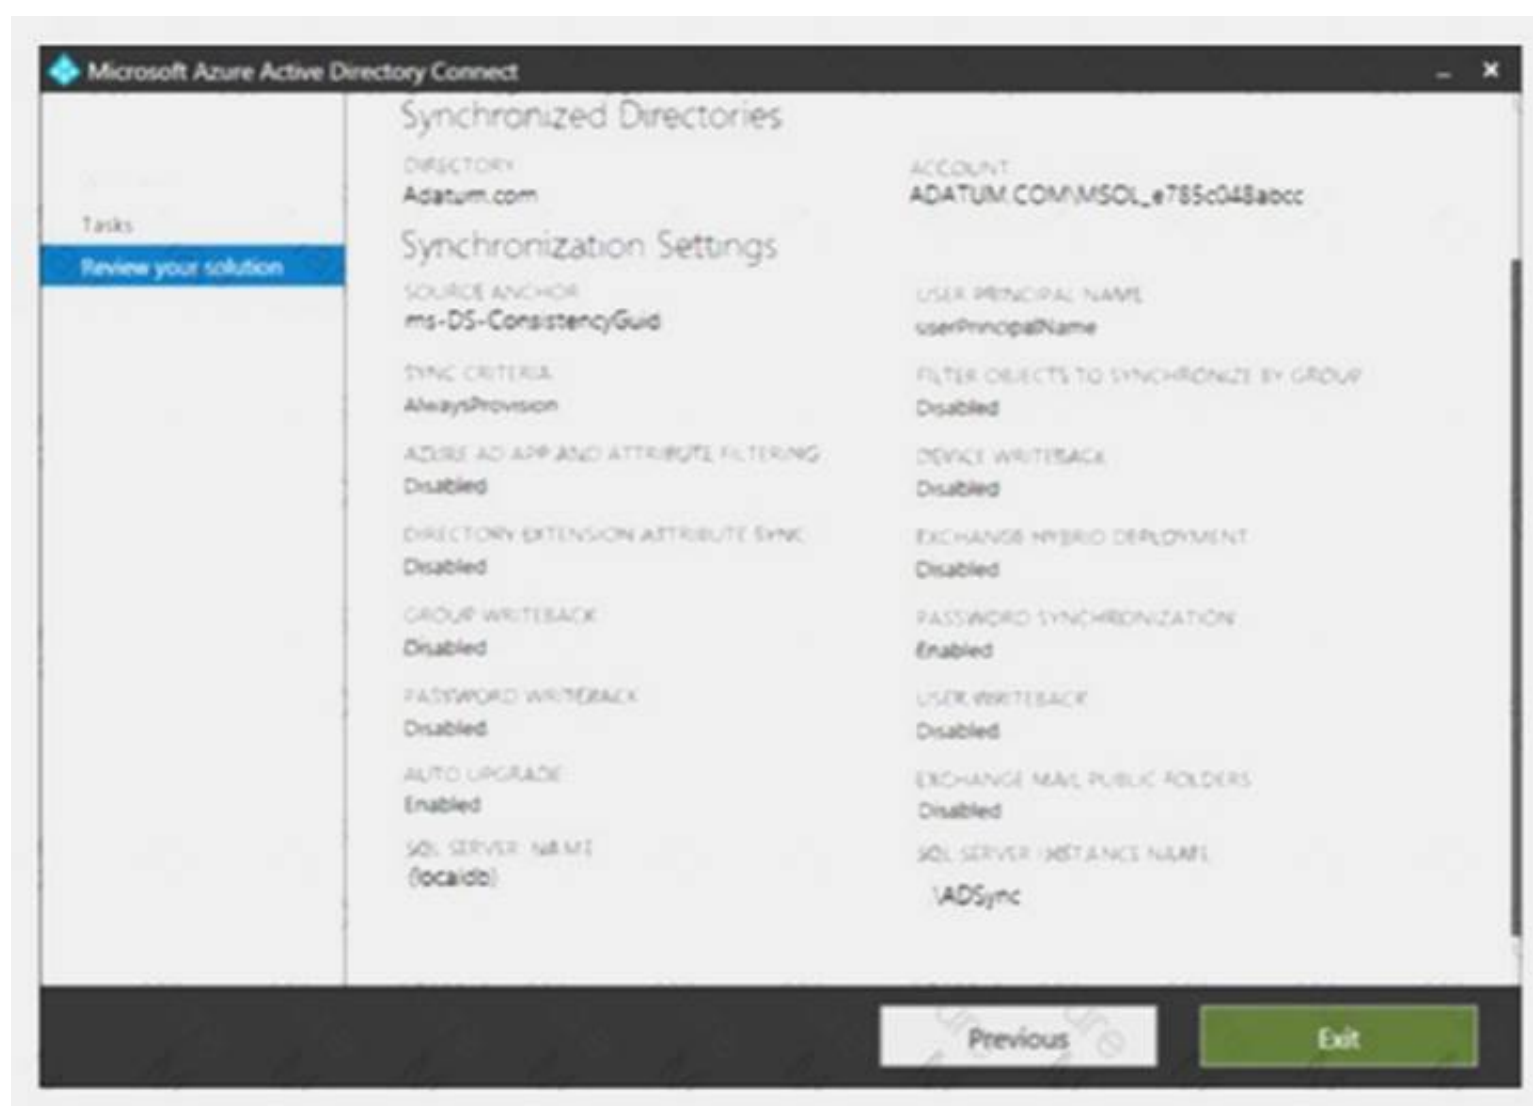 Microsoft Azure Active Directory Connect
Synchronized Directories
DIRECTORY
ACCOUNT
Adatum.com
ADATUM.COM\MSOL_e785c048abcc
Tasks
Review your solution
Synchronization Settings
SOURCE ANCHOR
USER PRINCIPAL NAME
ms-DS-ConsistencyGuid
userPrincipalName
SYNC CRITERIA
FILTER OBJECTS TO SYNCHRONIZE BY GROUP
AlwaysProvision
Disabled
AZURE AD APP AND ATTRIBUTE FILTERING
DEVICE WRITEBACK
Disabled
Disabled
DIRECTORY EXTENSION ATTRIBUTE SYNC
EXCHANGE HYBRID DEPLOYMENT
Disabled
Disabled
GROUP WRITEBACK
PASSWORD SYNCHRONIZATION
Disabled
Enabled
PASSWORD WRITEBACK
USER WRITEBACK
Disabled
Disabled
AUTO UPGRADE
EXCHANGE MAIL PUBLIC FOLDERS
Enabled
Disabled
SQL SERVER NAME
SQL SERVER INSTANCE NAME
(localdb)
.\ADSync
Previous
Exit